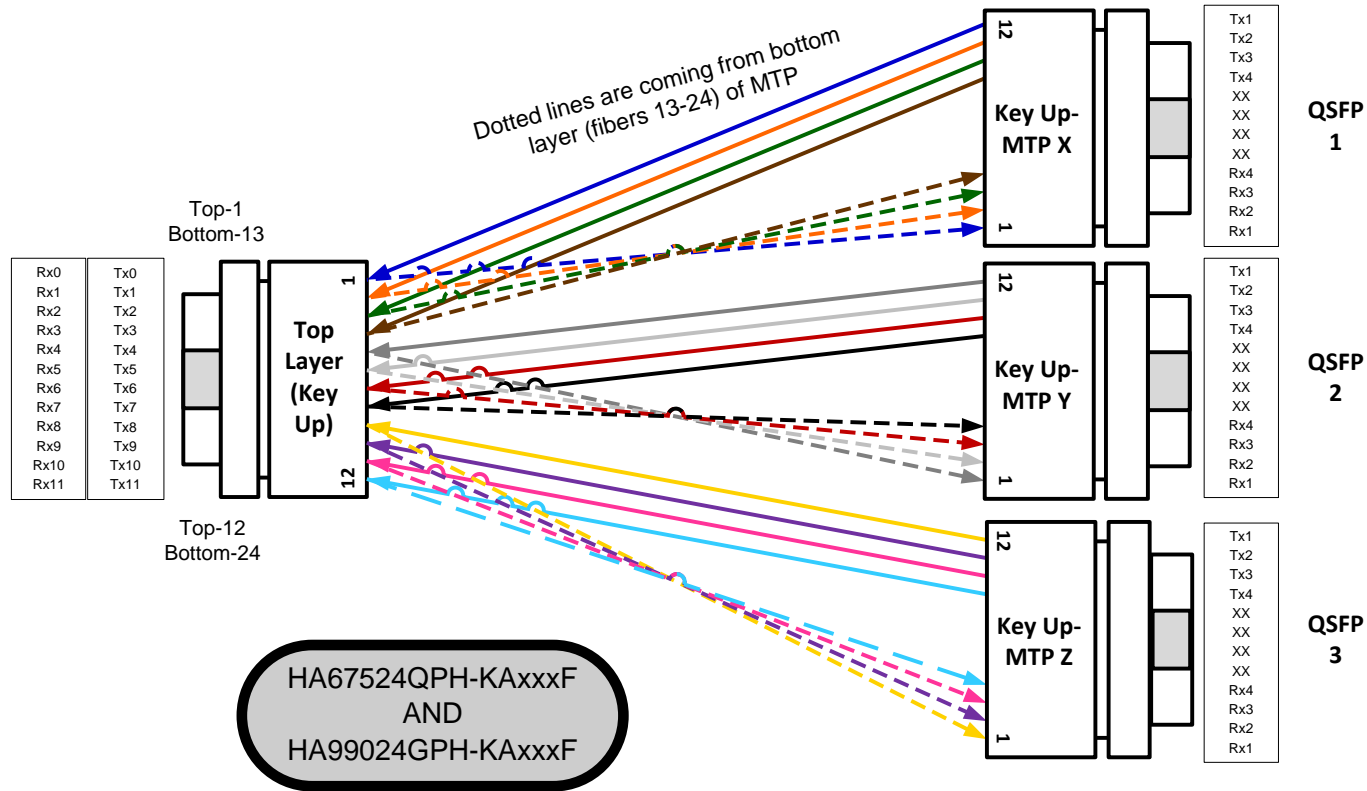 Dotted lines are coming from bottom
layer (fibers 13-24) of MTP
Top-1
Bottom-13
Rx0 Tx0
Rx1 Tx1
Rx2 Tx2
Rx3 Tx3
Rx4 Tx4
Rx5 Tx5
Rx6 Tx6
Rx7 Tx7
Rx8 Tx8
Rx9 Tx9
Rx10 Tx10
Rx11 Tx11
1
Top
Layer
(Key
Up)
12
Top-12
Bottom-24
12
Key Up-
MTP X
1
Tx1
Tx2
Tx3
Tx4
XX
XX
XX
XX
Rx4
Rx3
Rx2
Rx1
QSFP
1
12
Key Up-
MTP Y
1
Tx1
Tx2
Tx3
Tx4
XX
XX
XX
XX
Rx4
Rx3
Rx2
Rx1
QSFP
2
12
Key Up-
MTP Z
1
Tx1
Tx2
Tx3
Tx4
XX
XX
XX
XX
Rx4
Rx3
Rx2
Rx1
QSFP
3
HA67524QPH-KAxxxF
AND
HA99024GPH-KAxxxF